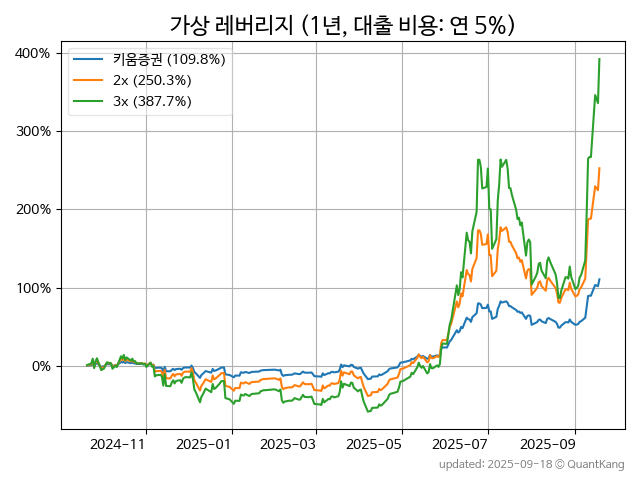 가상 레버리지 (1년, 대출 비용: 연 5%)
키움증권 (109.8%)
2x (250.3%)
3x (387.7%)
400%
300%
200%
100%
0%
2024-11 2025-01 2025-03 2025-05 2025-07 2025-09
updated: 2025-09-18 © QuantKang